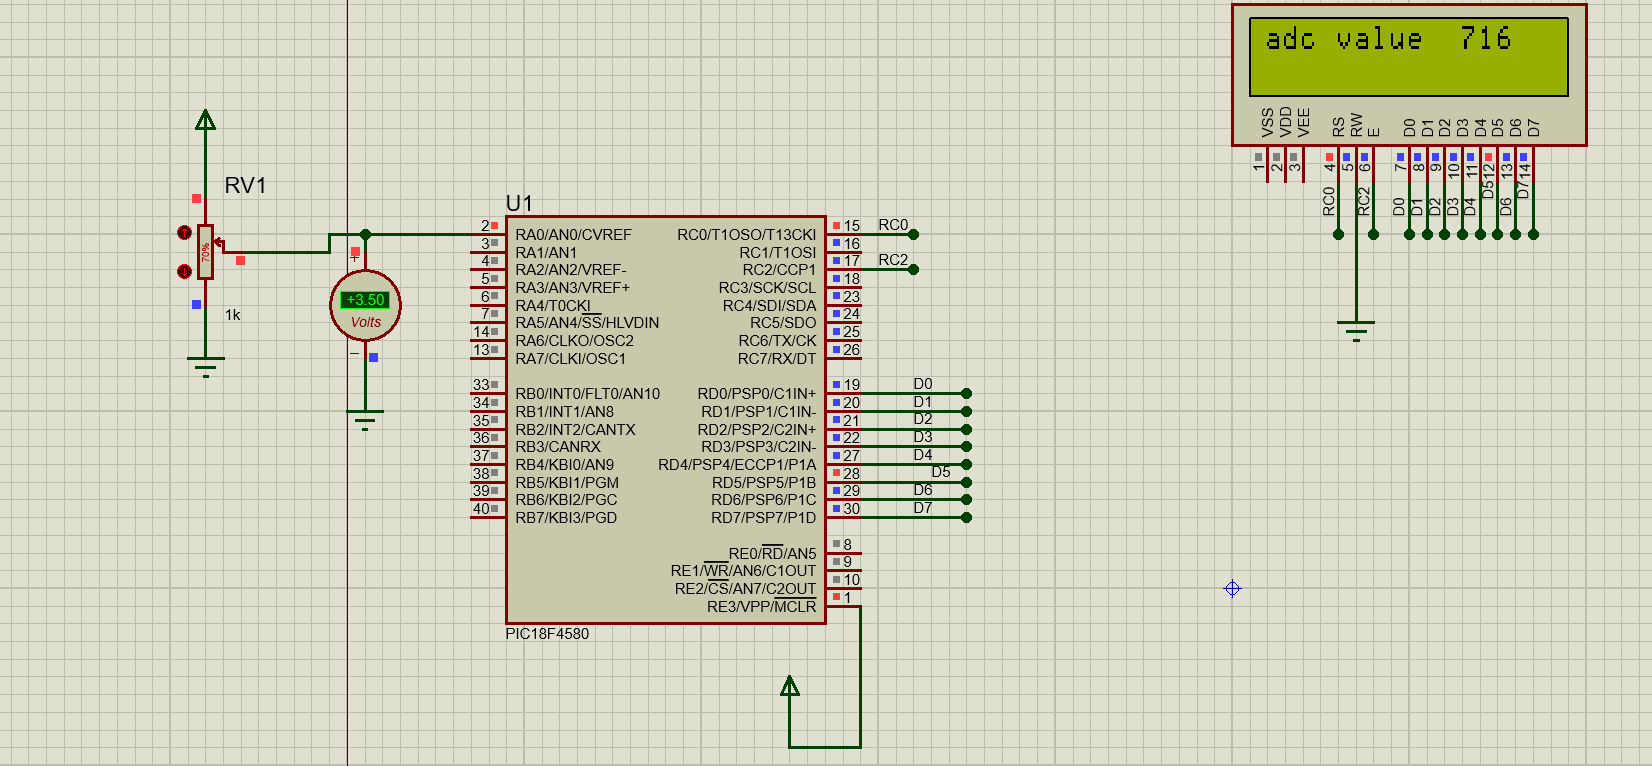 adc value 716
VSS
VDD
VEE
RS
RW
E
D0
D1
D2
D3
D4
D5
D6
D7
1
2
3
4
5
6
7
8
9
10
11
12
13
14
RC0
RC2
D0
D1
D2
D3
D4
D5
D6
D7
RV1
70%
1k
+
+3.50
Volts
−
U1
2 RA0/AN0/CVREF
3 RA1/AN1
4 RA2/AN2/VREF-
5 RA3/AN3/VREF+
6 RA4/T0CKI
7 RA5/AN4/SS/HLVDIN
14 RA6/CLKO/OSC2
13 RA7/CLKI/OSC1
33 RB0/INT0/FLT0/AN10
34 RB1/INT1/AN8
35 RB2/INT2/CANTX
36 RB3/CANRX
37 RB4/KBI0/AN9
38 RB5/KBI1/PGM
39 RB6/KBI2/PGC
40 RB7/KBI3/PGD
RC0/T1OSO/T13CKI 15 RC0
RC1/T1OSI 16
RC2/CCP1 17 RC2
RC3/SCK/SCL 18
RC4/SDI/SDA 23
RC5/SDO 24
RC6/TX/CK 25
RC7/RX/DT 26
RD0/PSP0/C1IN+ 19 D0
RD1/PSP1/C1IN- 20 D1
RD2/PSP2/C2IN+ 21 D2
RD3/PSP3/C2IN- 22 D3
RD4/PSP4/ECCP1/P1A 27 D4
RD5/PSP5/P1B 28 D5
RD6/PSP6/P1C 29 D6
RD7/PSP7/P1D 30 D7
RE0/RD/AN5 8
RE1/WR/AN6/C1OUT 9
RE2/CS/AN7/C2OUT 10
RE3/VPP/MCLR 1
PIC18F4580